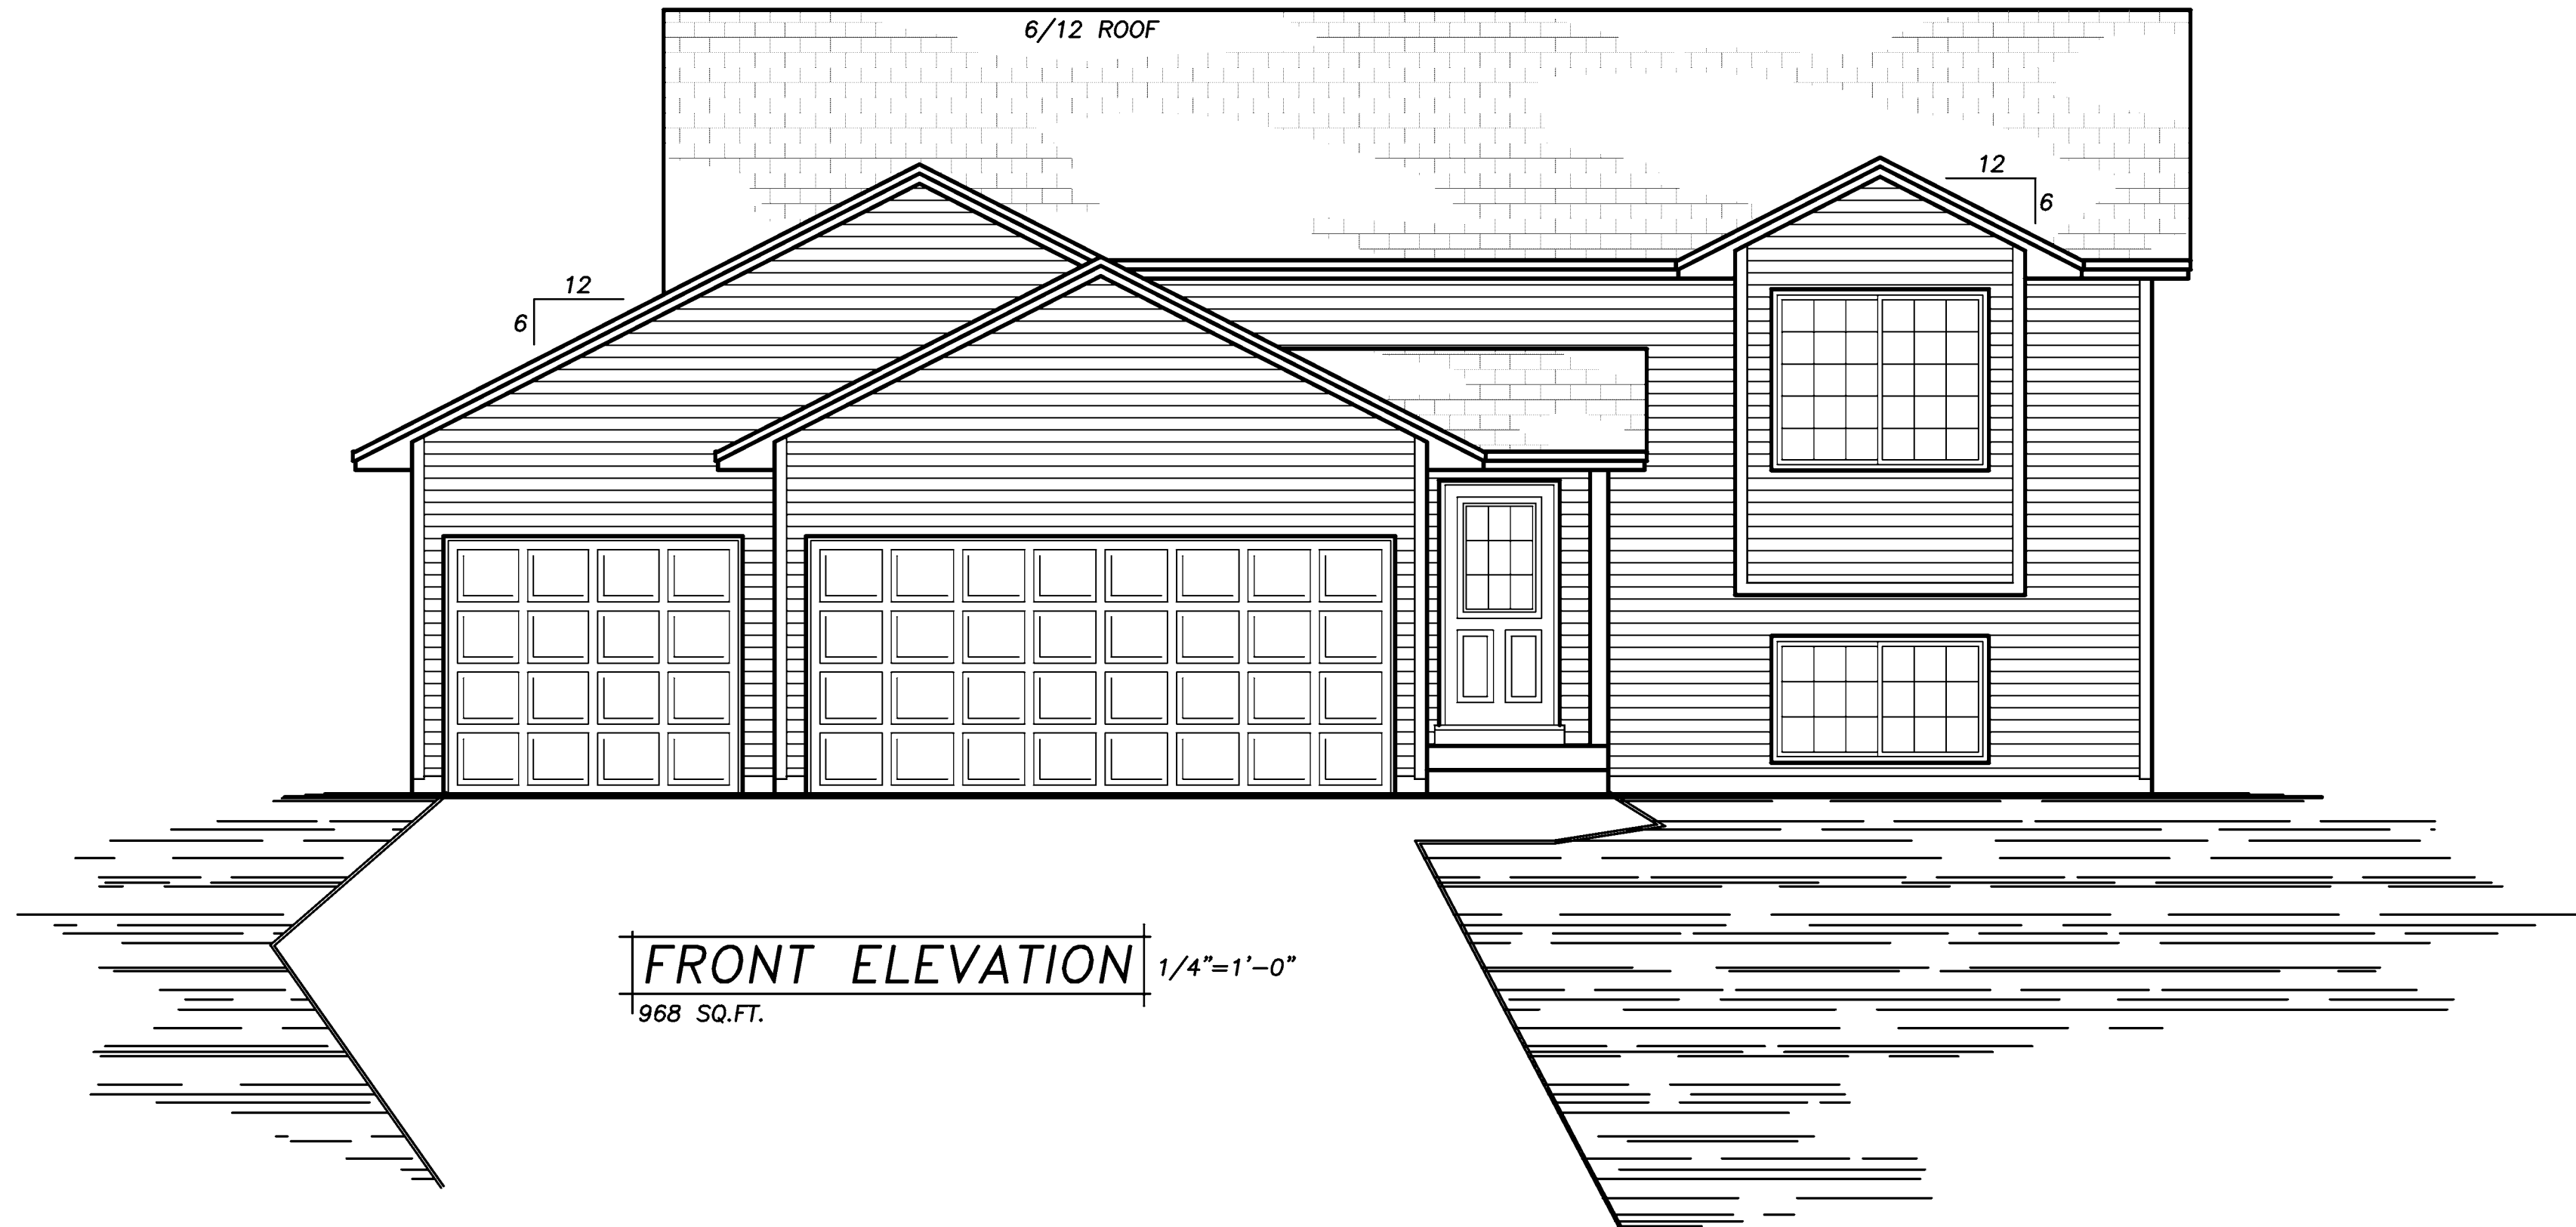 6/12 ROOF
12
6
12
6
FRONT ELEVATION
1/4"=1'-0"
968 SQ.FT.